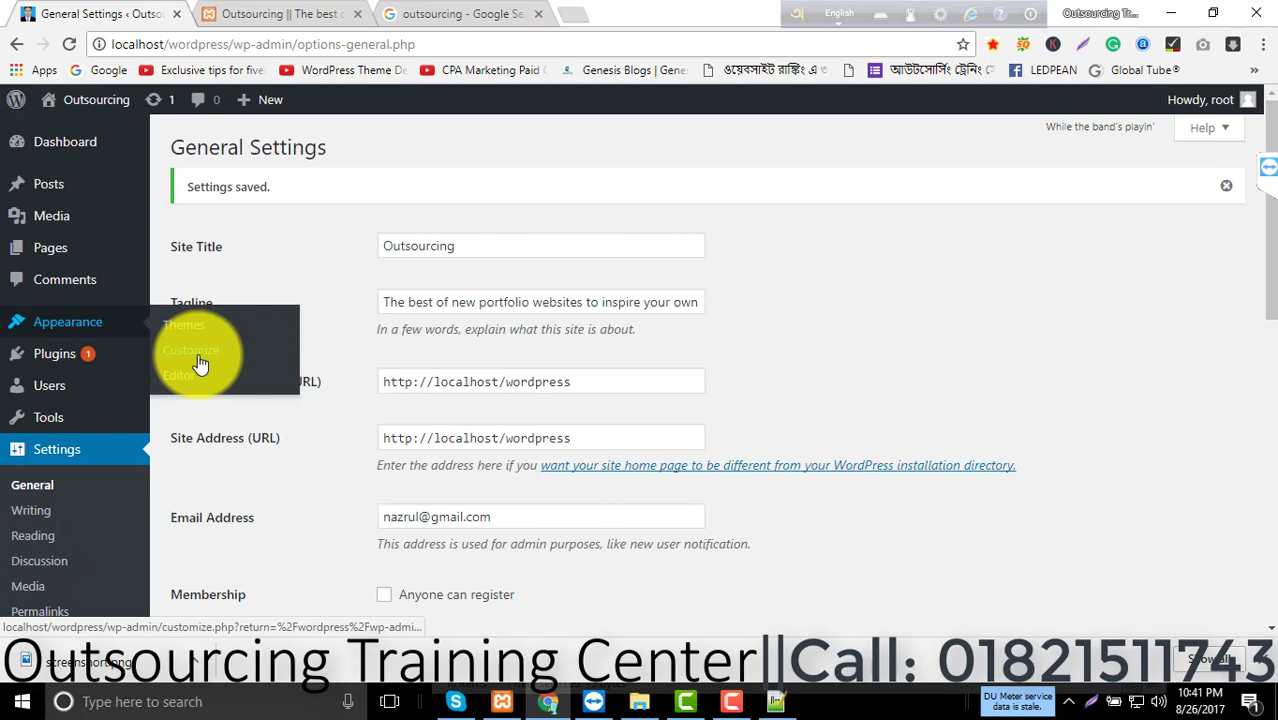 General Settings ‹ Outso
Outsourcing || The best o
outsourcing - Google Se
English
Outsourcing Tr...
localhost/wordpress/wp-admin/options-general.php
Apps
Google
Exlusive tips for five
WordPress Theme De
CPA Marketing Paid C
Genesis Blogs | Gene
ওয়েবসাইট রাঙ্কিং এ ও
আউটসোর্সিং ট্রেনিং সে
LEDPEAN
Global Tube®
»
Outsourcing
1
0
New
Howdy, root
Dashboard
Posts
Media
Pages
Comments
Appearance
Plugins 1
Users
Tools
Settings
General
Writing
Reading
Discussion
Media
Permalinks
Themes
Customize
Editor
While the band's playin'
Help
General Settings
Settings saved.
Site Title
Outsourcing
Tagline
The best of new portfolio websites to inspire your own
In a few words, explain what this site is about.
URL)
http://localhost/wordpress
Site Address (URL)
http://localhost/wordpress
Enter the address here if you want your site home page to be different from your WordPress installation directory.
Email Address
nazrul@gmail.com
This address is used for admin purposes, like new user notification.
Membership
Anyone can register
localhost/wordpress/wp-admin/customize.php?return=%2Fwordpress%2Fwp-admi...
screenshort.png
Show all
Outsourcing Training Center||Call: 01821511743
Type here to search
DU Meter service
data is stale.
10:41 PM
8/26/2017
1